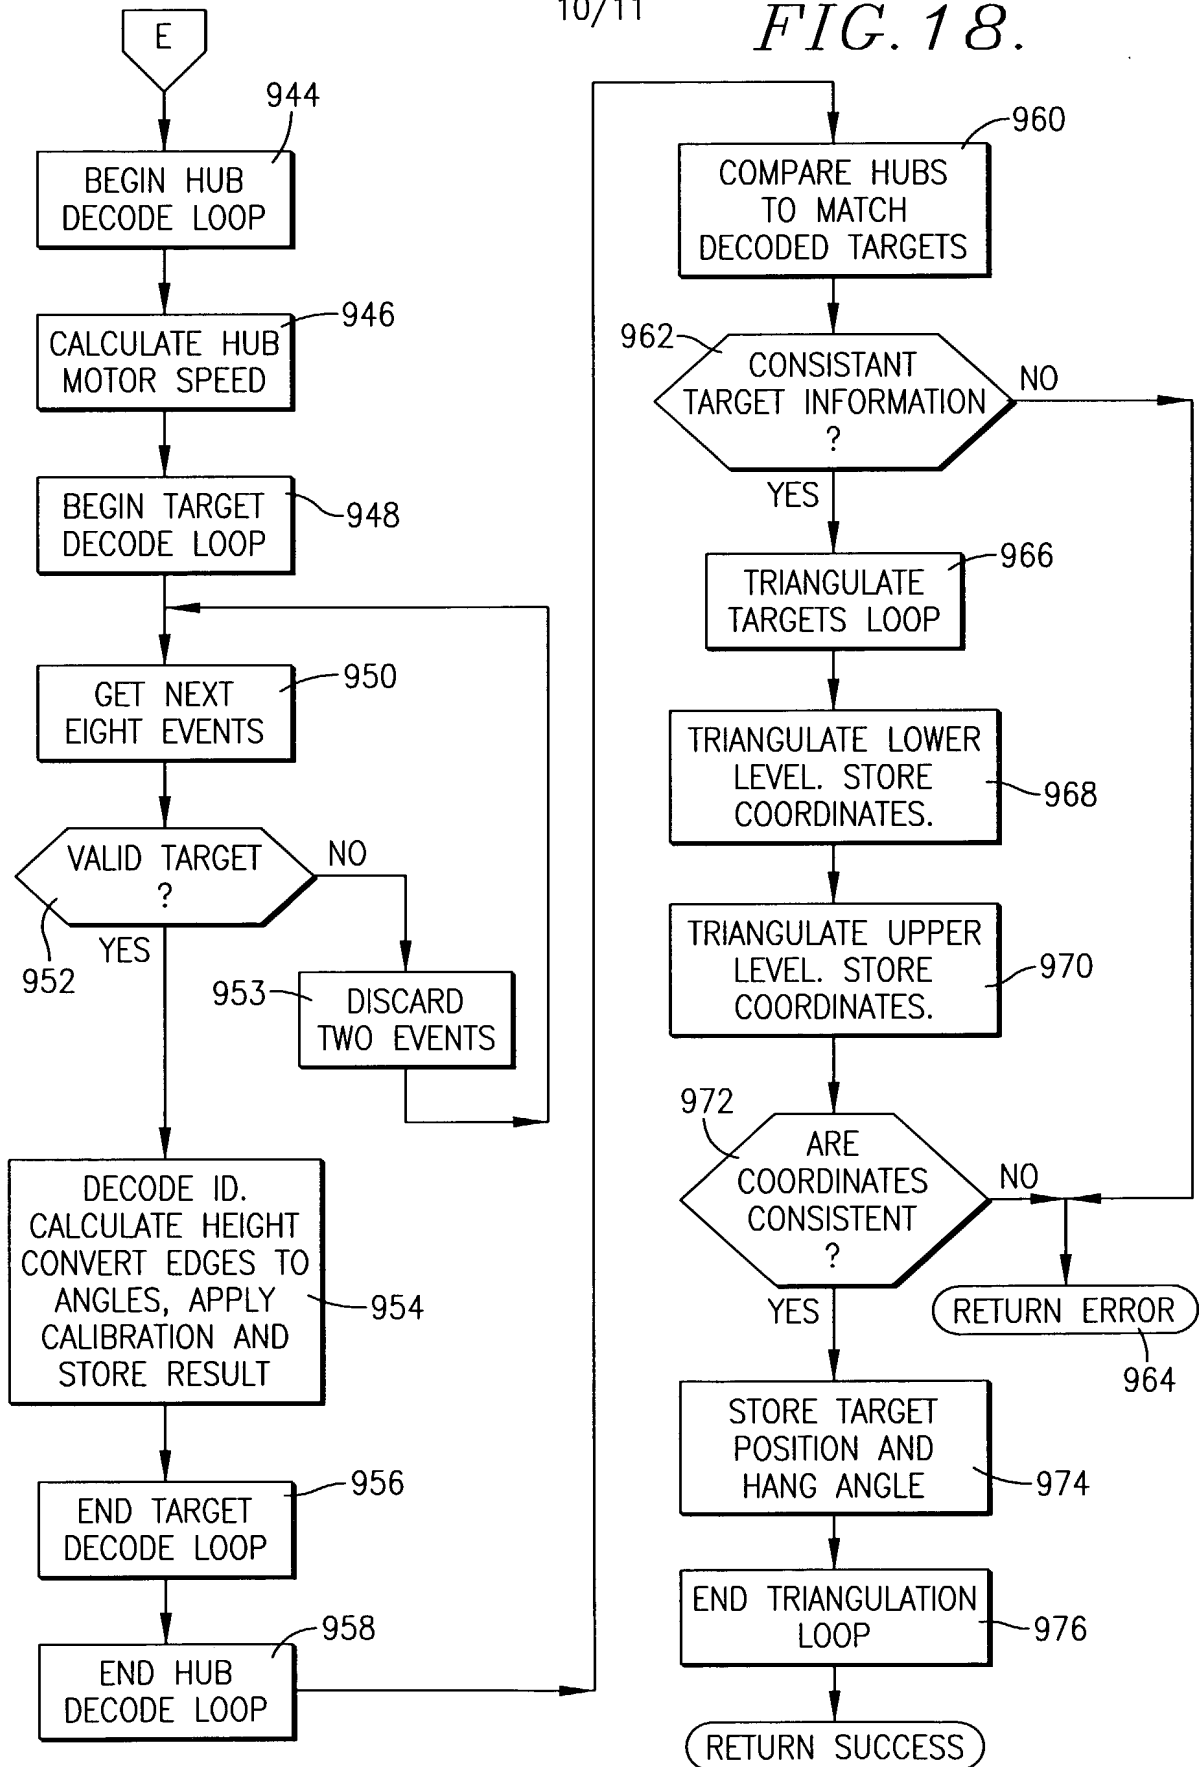 10/11
FIG. 18.
E
944
BEGIN HUB
DECODE LOOP
946
CALCULATE HUB
MOTOR SPEED
948
BEGIN TARGET
DECODE LOOP
950
GET NEXT
EIGHT EVENTS
VALID TARGET
?
NO
YES
952
953
DISCARD
TWO EVENTS
DECODE ID.
CALCULATE HEIGHT
CONVERT EDGES TO
ANGLES, APPLY
CALIBRATION AND
STORE RESULT
954
956
END TARGET
DECODE LOOP
958
END HUB
DECODE LOOP
960
COMPARE HUBS
TO MATCH
DECODED TARGETS
962
CONSISTANT
TARGET INFORMATION
?
NO
YES
966
TRIANGULATE
TARGETS LOOP
TRIANGULATE LOWER
LEVEL. STORE
COORDINATES.
968
TRIANGULATE UPPER
LEVEL. STORE
COORDINATES.
970
972
ARE
COORDINATES
CONSISTENT
?
NO
YES
RETURN ERROR
964
STORE TARGET
POSITION AND
HANG ANGLE
974
END TRIANGULATION
LOOP
976
RETURN SUCCESS